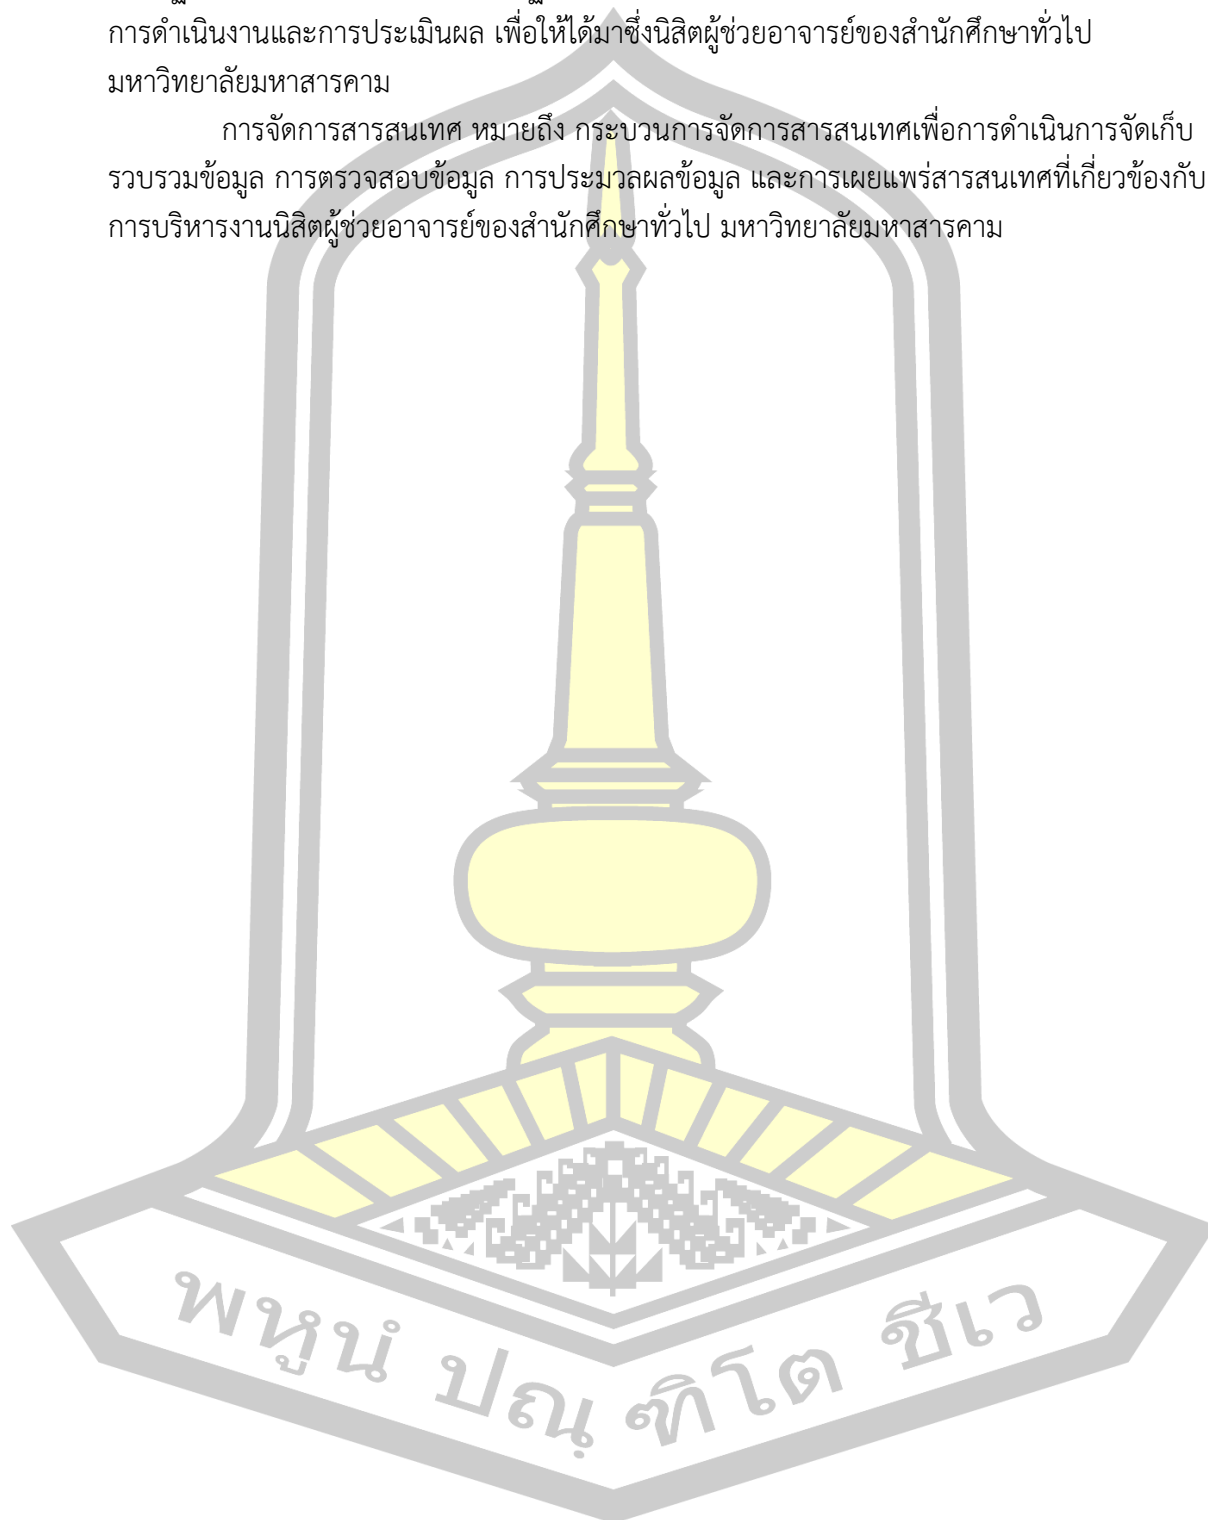 การดำเนินงานและการประเมินผล เพื่อให้ได้มาซึ่งนิสิตผู้ช่วยอาจารย์ของสำนักศึกษาทั่วไป
มหาวิทยาลัยมหาสารคาม
การจัดการสารสนเทศ หมายถึง กระบวนการจัดการสารสนเทศเพื่อการดำเนินการจัดเก็บ
รวบรวมข้อมูล การตรวจสอบข้อมูล การประมวลผลข้อมูล และการเผยแพร่สารสนเทศที่เกี่ยวข้องกับ
การบริหารงานนิสิตผู้ช่วยอาจารย์ของสำนักศึกษาทั่วไป มหาวิทยาลัยมหาสารคาม
พหูนํ ปณฺ ฑิโต ชีเว